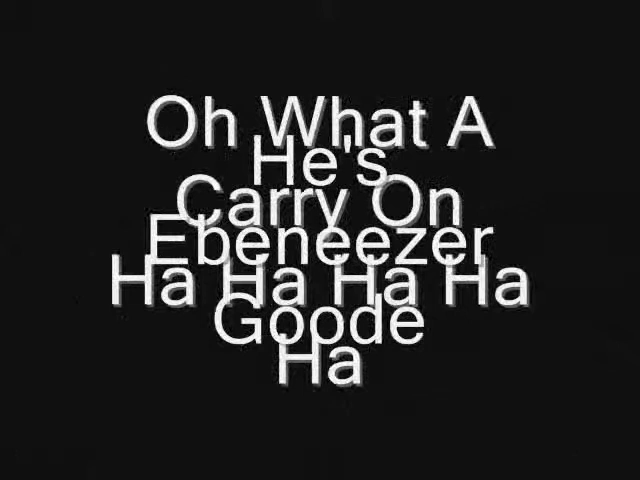 Oh What A
He's
Carry On
Ebeneezer
Ha Ha Ha Ha
Goode
Ha